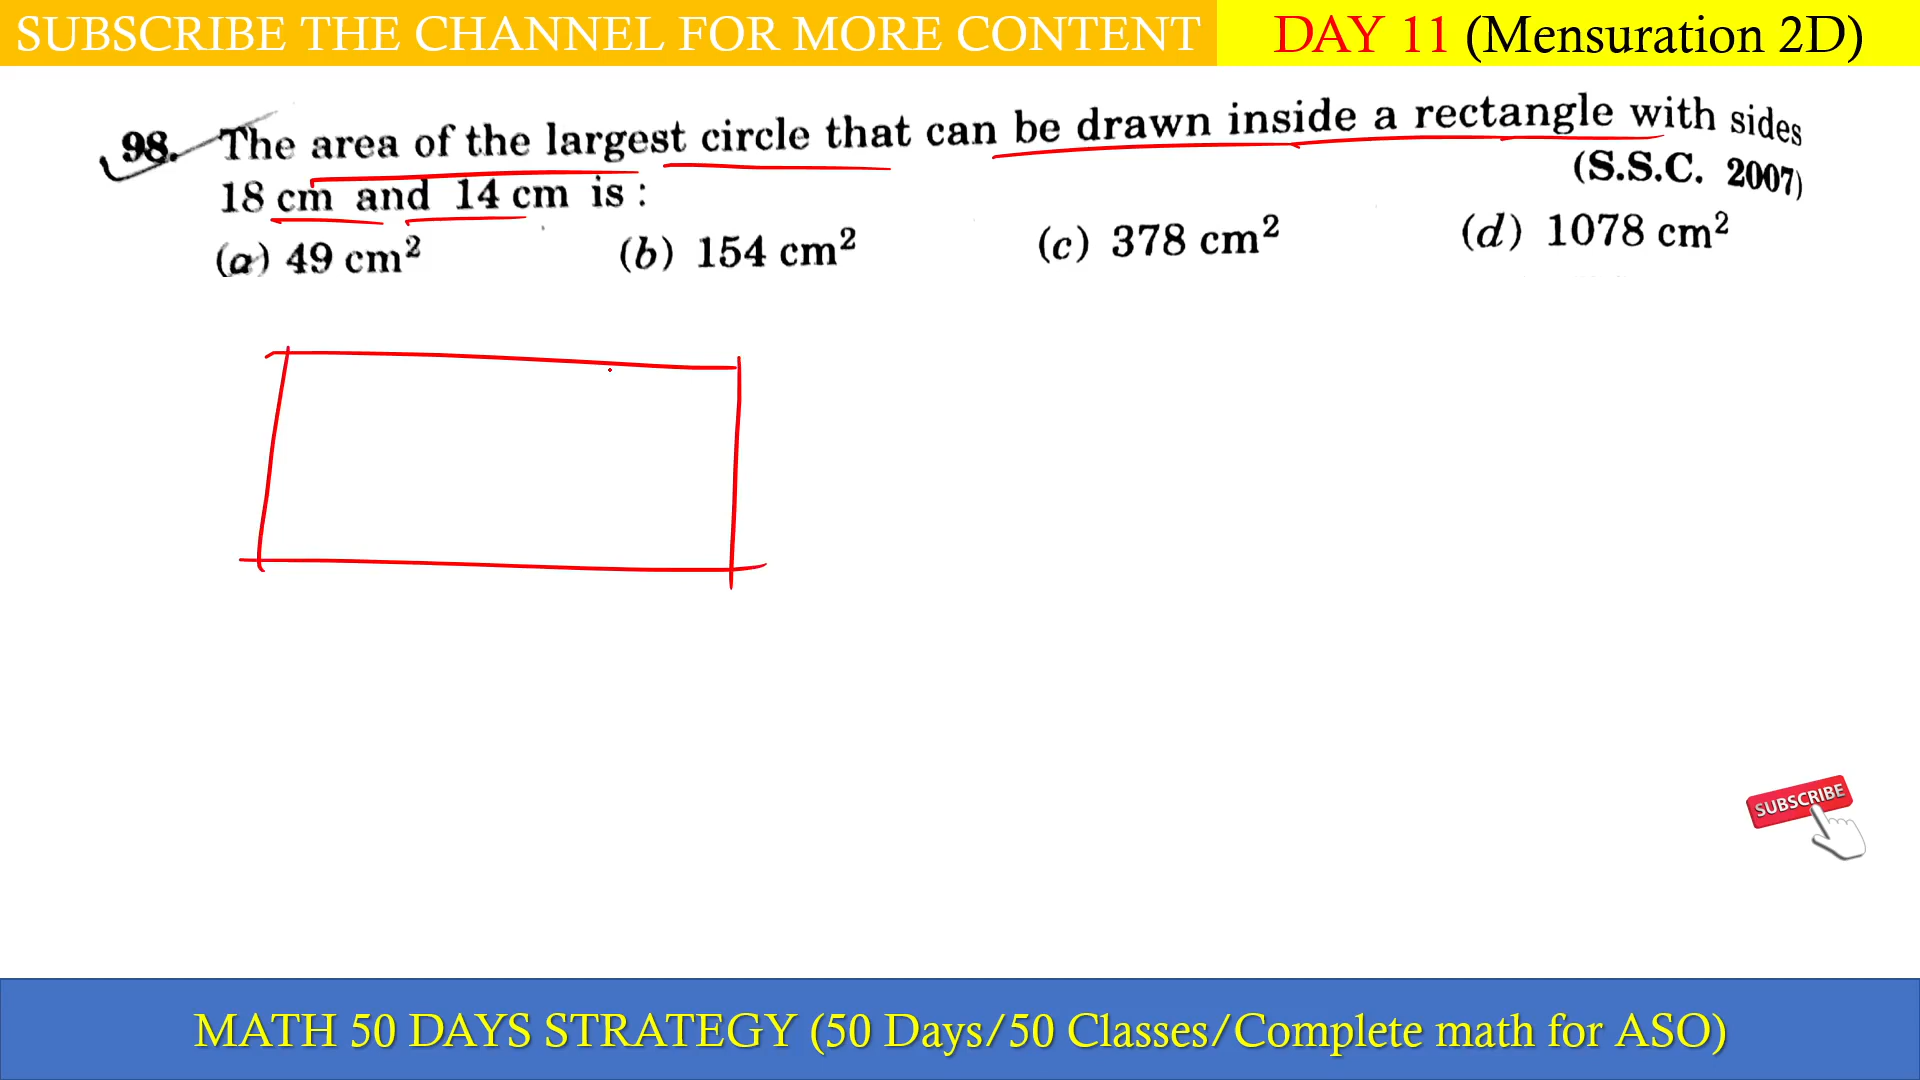 SUBSCRIBE THE CHANNEL FOR MORE CONTENT
DAY 11 (Mensuration 2D)
98. The area of the largest circle that can be drawn inside a rectangle with sides
18 cm and 14 cm is :
(S.S.C. 2007)
(a) 49 cm² (b) 154 cm² (c) 378 cm² (d) 1078 cm²
SUBSCRIBE
MATH 50 DAYS STRATEGY (50 Days/50 Classes/Complete math for ASO)